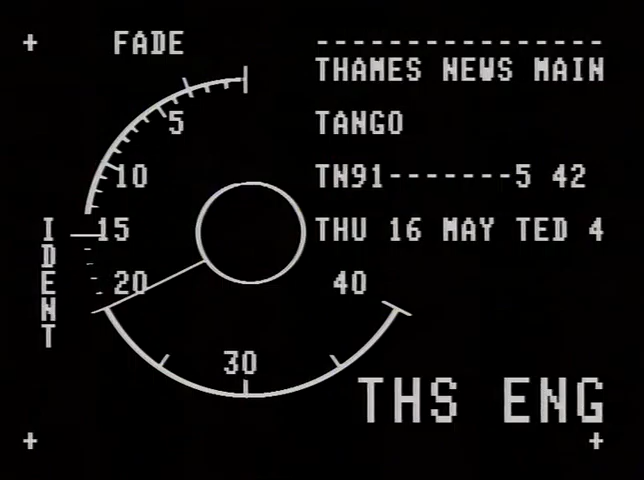 FADE
----------------
THAMES NEWS MAIN
5
TANGO
10
TN91-------5 42
IDENT
15
THU 16 MAY TED 4
20
40
30
THS ENG